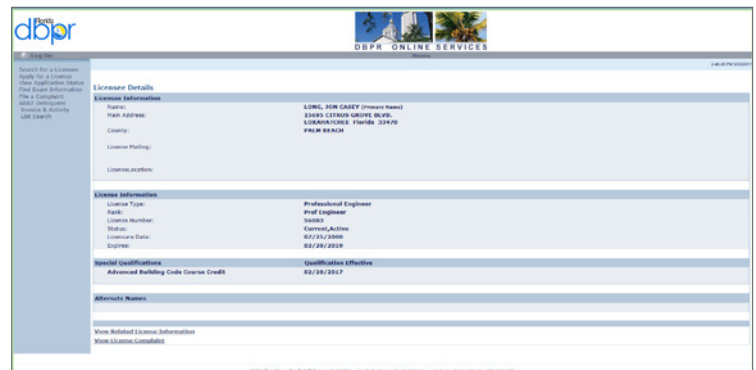 Florida
dbpr
DBPR ONLINE SERVICES
Log On
Search for a Licensee
Apply for a License
View Application Status
Find Exam Information
File a Complaint
AB&T Delinquent
Invoice & Activity
List Search
Licensee Details
Licensee Information
Name: LONG, JON CASEY (Primary Name)
Main Address: 15605 CITRUS GROVE BLVD.
LOXAHATCHEE Florida 33470
County: PALM BEACH
License Mailing:
LicenseLocation:
License Information
License Type: Professional Engineer
Rank: Prof Engineer
License Number: 56003
Status: Current,Active
Licensure Date: 07/25/2000
Expires: 02/28/2019
Special Qualifications Qualification Effective
Advanced Building Code Course Credit 02/28/2017
Alternate Names
View Related License Information
View License Complaint